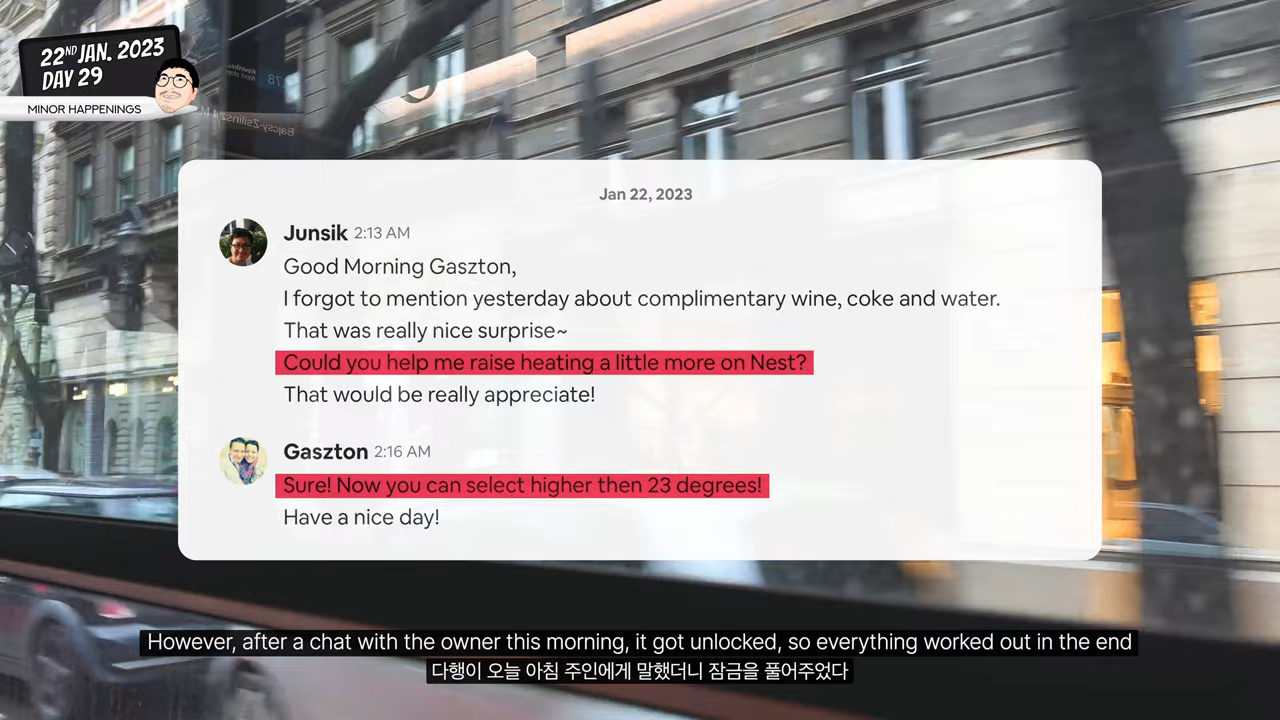 22ND JAN. 2023
DAY 29
MINOR HAPPENINGS
78
Bajcsy-Zsilinszky
Jan 22, 2023
Junsik 2:13 AM
Good Morning Gaszton,
I forgot to mention yesterday about complimentary wine, coke and water.
That was really nice surprise~
Could you help me raise heating a little more on Nest?
That would be really appreciate!
Gaszton 2:16 AM
Sure! Now you can select higher then 23 degrees!
Have a nice day!
However, after a chat with the owner this morning, it got unlocked, so everything worked out in the end
다행이 오늘 아침 주인에게 말했더니 잠금을 풀어주었다